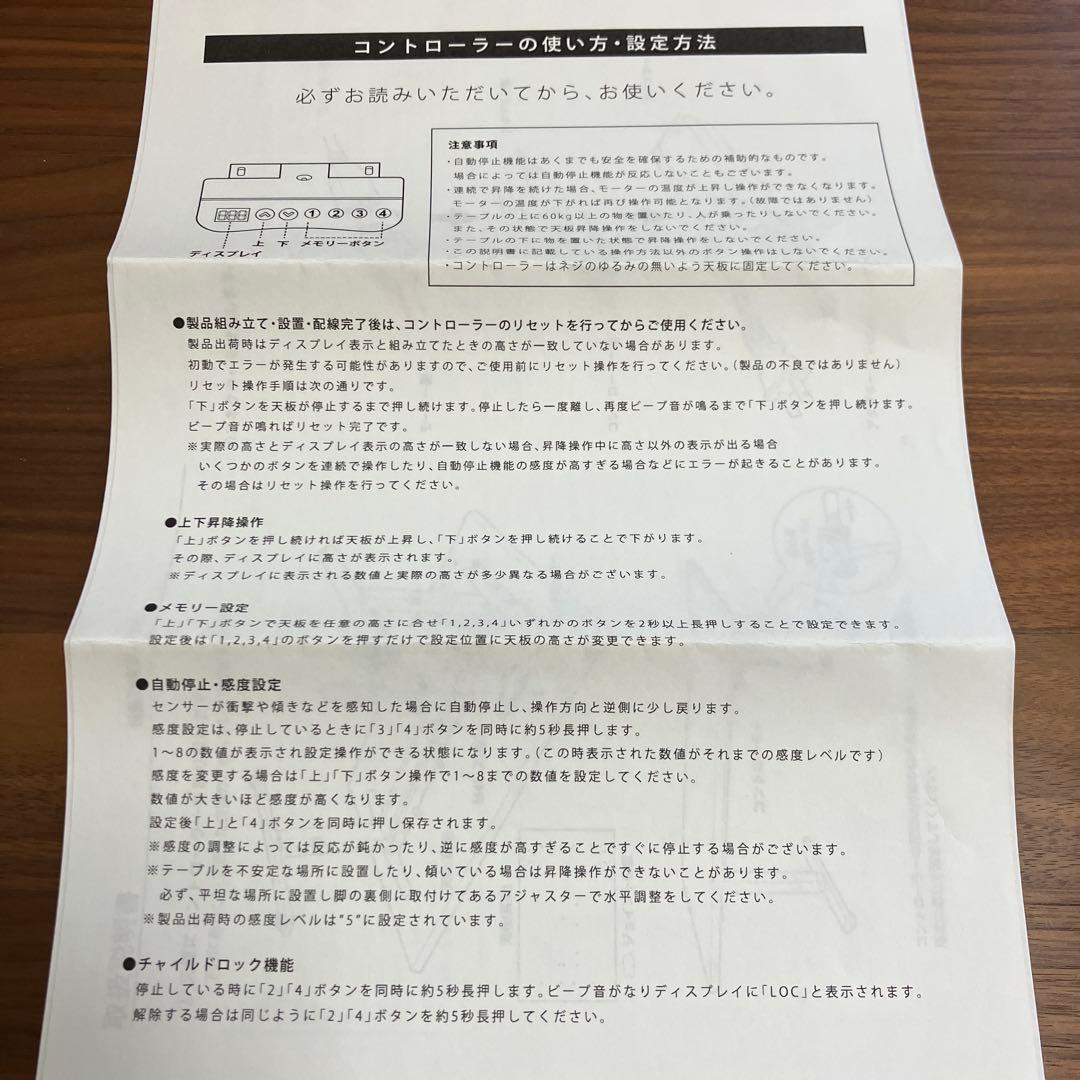 コントローラーの使い方・設定方法
必ずお読みいただいてから、お使いください。
注意事項
・自動停止機能はあくまでも安全を確保するための補助的なものです。
場合によっては自動停止機能が反応しないこともございます。
・連続で昇降を続けた場合、モーターの温度が上昇し操作ができなくなります。
モーターの温度が下がれば再び操作可能となります。(故障ではありません)
・テーブルの上に60kg以上の物を置いたり、人が乗ったりしないでください。
また、その状態で天板昇降操作をしないでください。
・テーブルの下に物を置いた状態で昇降操作をしないでください。
・この説明書に記載している操作方法以外のボタン操作はしないでください。
・コントローラーはネジのゆるみの無いよう天板に固定してください。
888 1 2 3 4
上 下 メモリーボタン
ディスプレイ
●製品組み立て・設置・配線完了後は、コントローラーのリセットを行ってからご使用ください。
製品出荷時はディスプレイ表示と組み立てたときの高さが一致していない場合があります。
初動でエラーが発生する可能性がありますので、ご使用前にリセット操作を行ってください。(製品の不良ではありません)
リセット操作手順は次の通りです。
「下」ボタンを天板が停止するまで押し続けます。停止したら一度離し、再度ビープ音が鳴るまで「下」ボタンを押し続けます。
ビープ音が鳴ればリセット完了です。
※実際の高さとディスプレイ表示の高さが一致しない場合、昇降操作中に高さ以外の表示が出る場合
いくつかのボタンを連続で操作したり、自動停止機能の感度が高すぎる場合などにエラーが起きることがあります。
その場合はリセット操作を行ってください。
●上下昇降操作
「上」ボタンを押し続ければ天板が上昇し、「下」ボタンを押し続けることで下がります。
その際、ディスプレイに高さが表示されます。
※ディスプレイに表示される数値と実際の高さが多少異なる場合がございます。
●メモリー設定
「上」「下」ボタンで天板を任意の高さに合せ「1,2,3,4」いずれかのボタンを2秒以上長押しすることで設定できます。
設定後は「1,2,3,4」のボタンを押すだけで設定位置に天板の高さが変更できます。
●自動停止・感度設定
センサーが衝撃や傾きなどを感知した場合に自動停止し、操作方向と逆側に少し戻ります。
感度設定は、停止しているときに「3」「4」ボタンを同時に約5秒長押します。
1〜8の数値が表示され設定操作ができる状態になります。(この時表示された数値がそれまでの感度レベルです)
感度を変更する場合は「上」「下」ボタン操作で1〜8までの数値を設定してください。
数値が大きいほど感度が高くなります。
設定後「上」と「4」ボタンを同時に押し保存されます。
※感度の調整によっては反応が鈍かったり、逆に感度が高すぎることですぐに停止する場合がございます。
※テーブルを不安定な場所に設置したり、傾いている場合は昇降操作ができないことがあります。
必ず、平坦な場所に設置し脚の裏側に取付けてあるアジャスターで水平調整をしてください。
※製品出荷時の感度レベルは"5"に設定されています。
●チャイルドロック機能
停止している時に「2」「4」ボタンを同時に約5秒長押します。ビープ音がなりディスプレイに「LOC」と表示されます。
解除する場合は同じように「2」「4」ボタンを約5秒長押してください。